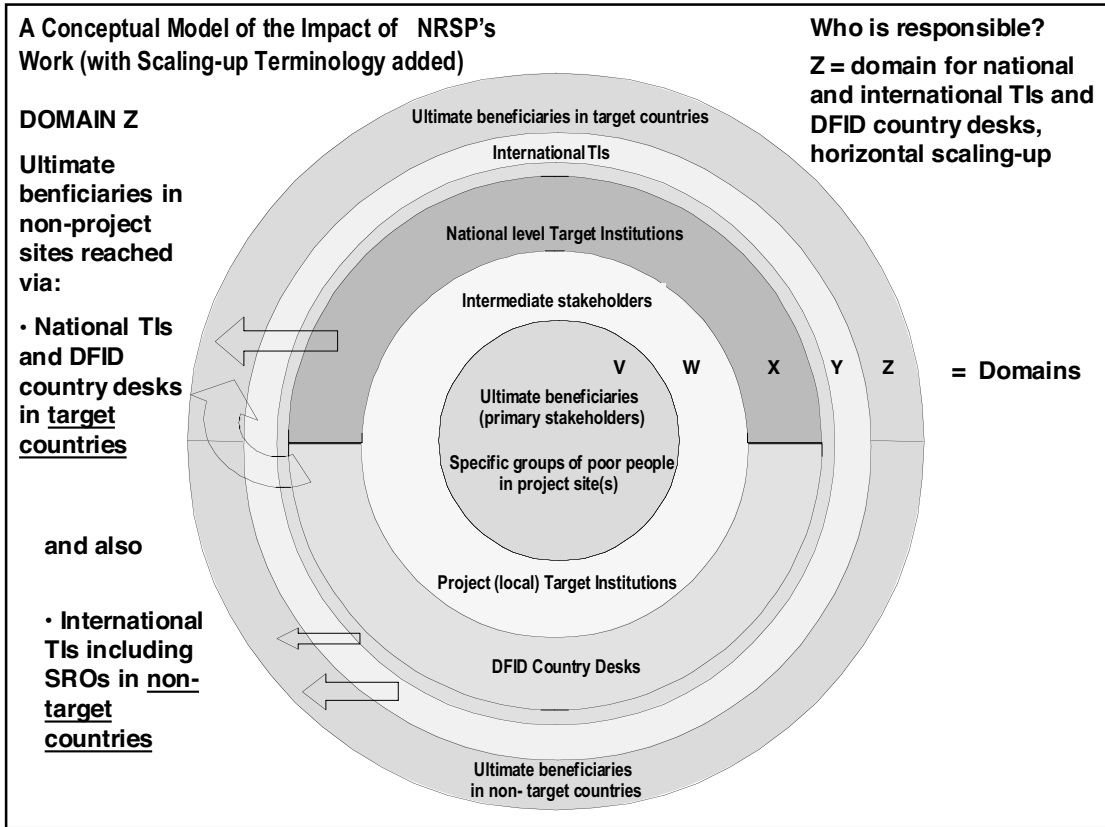 A Conceptual Model of the Impact of NRSP's
Work (with Scaling-up Terminology added)
DOMAIN Z
Ultimate
benficiaries in
non-project
sites reached
via:
• National TIs
and DFID
country desks
in target
countries
and also
• International
TIs including
SROs in non-
target
countries
Ultimate beneficiaries in target countries
International TIs
National level Target Institutions
Intermediate stakeholders
V W X Y Z
Ultimate beneficiaries
(primary stakeholders)
Specific groups of poor people
in project site(s)
Project (local) Target Institutions
DFID Country Desks
Ultimate beneficiaries
in non- target countries
Who is responsible?
Z = domain for national
and international TIs and
DFID country desks,
horizontal scaling-up
= Domains